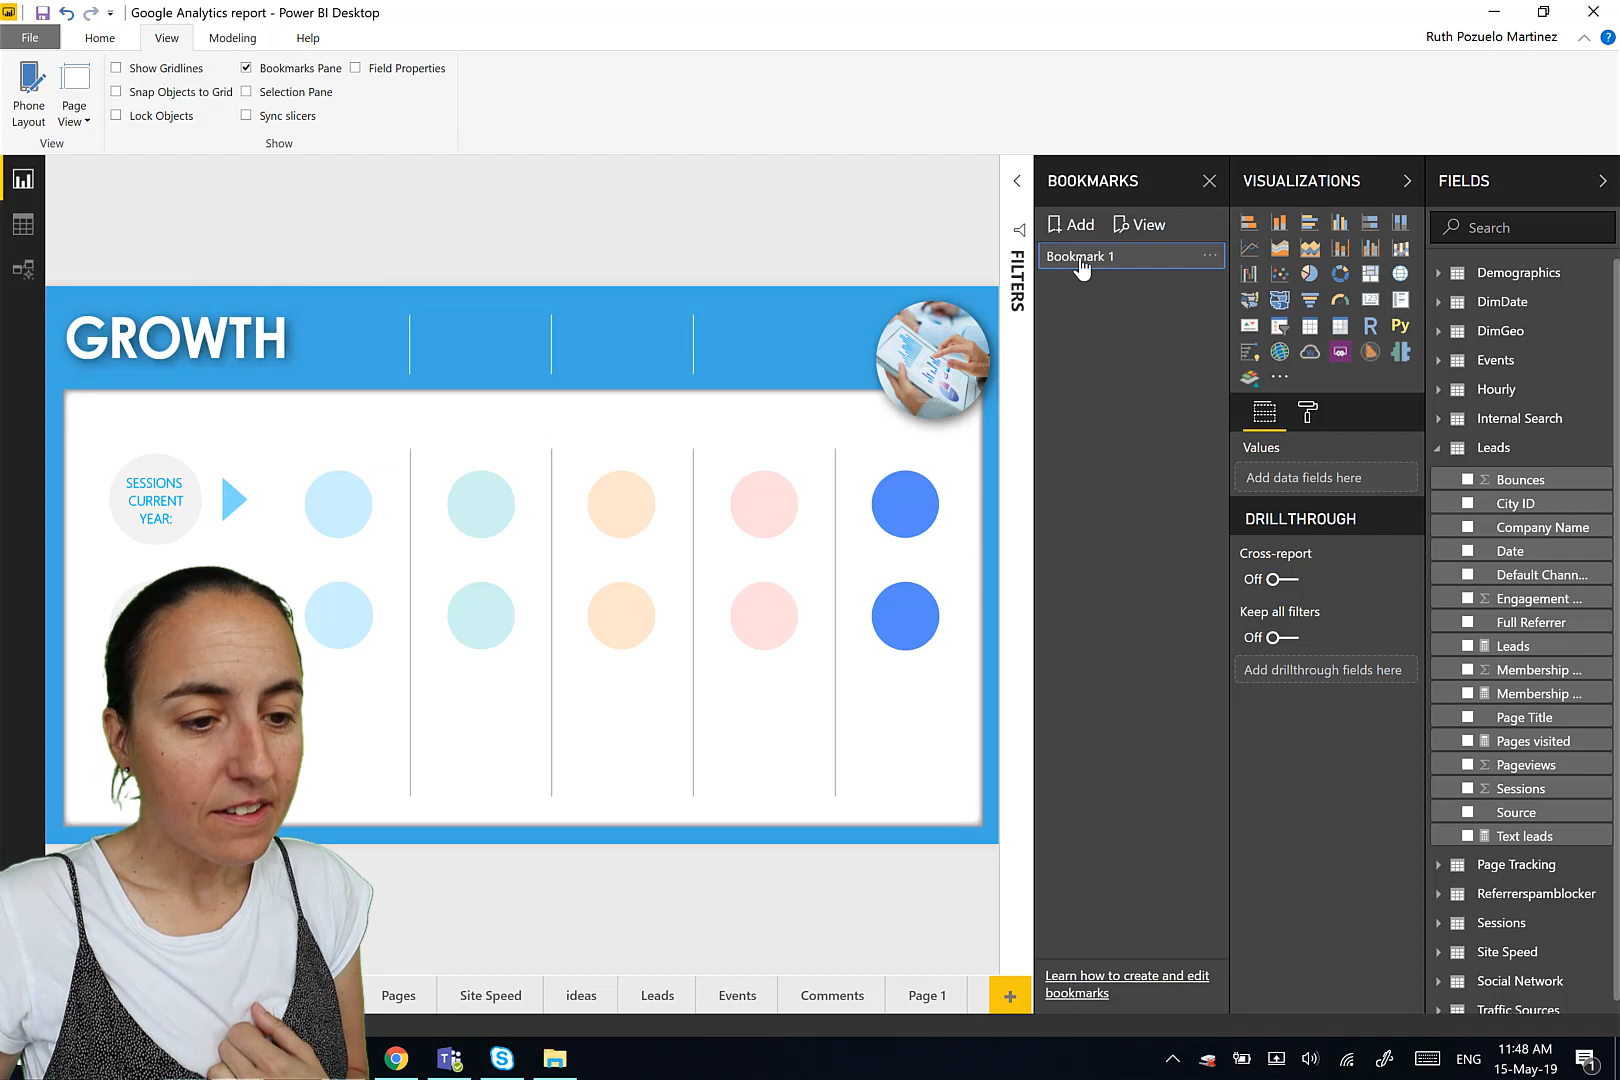 Google Analytics report - Power BI Desktop
File
Home
View
Modeling
Help
Ruth Pozuelo Martinez
Phone
Layout
Page
View
View
Show Gridlines
Snap Objects to Grid
Lock Objects
Bookmarks Pane
Selection Pane
Sync slicers
Field Properties
Show
GROWTH
SESSIONS
CURRENT
YEAR:
FILTERS
BOOKMARKS
Add
View
Bookmark 1
Learn how to create and edit
bookmarks
VISUALIZATIONS
R
Py
123
Values
Add data fields here
DRILLTHROUGH
Cross-report
Off
Keep all filters
Off
Add drillthrough fields here
FIELDS
Search
Demographics
DimDate
DimGeo
Events
Hourly
Internal Search
Leads
Bounces
City ID
Company Name
Date
Default Chann...
Engagement ...
Full Referrer
Leads
Membership ...
Membership ...
Page Title
Pages visited
Pageviews
Sessions
Source
Text leads
Page Tracking
Referrerspamblocker
Sessions
Site Speed
Social Network
Traffic Sources
Pages
Site Speed
ideas
Leads
Events
Comments
Page 1
ENG
11:48 AM
15-May-19
1